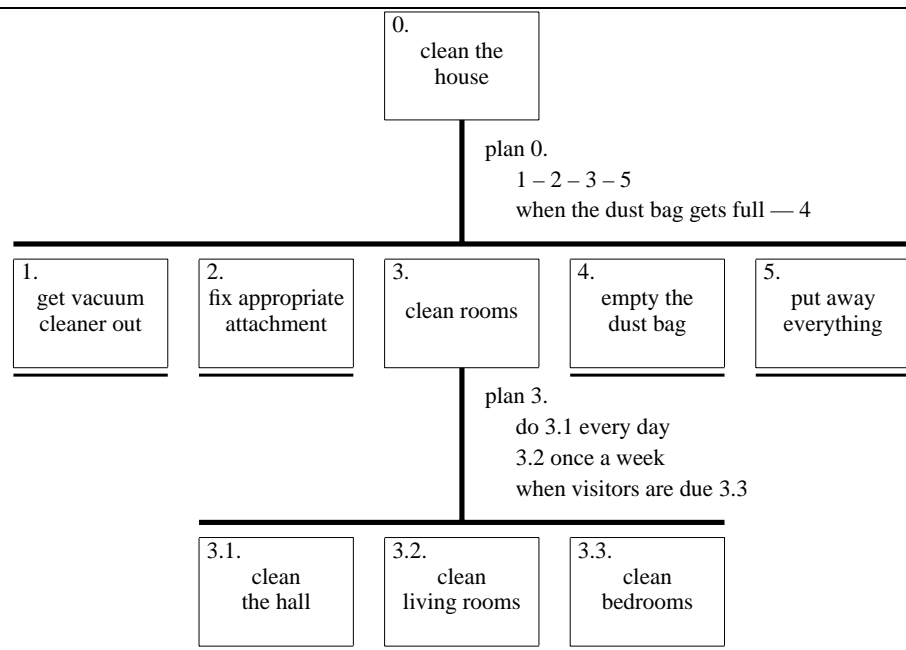 0.
clean the
house
plan 0.
1 – 2 – 3 – 5
when the dust bag gets full — 4
1.
get vacuum
cleaner out
2.
fix appropriate
attachment
3.
clean rooms
4.
empty the
dust bag
5.
put away
everything
plan 3.
do 3.1 every day
3.2 once a week
when visitors are due 3.3
3.1.
clean
the hall
3.2.
clean
living rooms
3.3.
clean
bedrooms